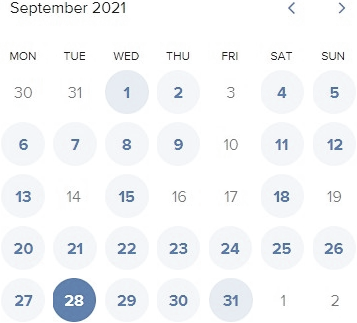 September 2021
MON TUE WED THU FRI SAT SUN
30 31 1 2 3 4 5
6 7 8 9 10 11 12
13 14 15 16 17 18 19
20 21 22 23 24 25 26
27 28 29 30 31 1 2